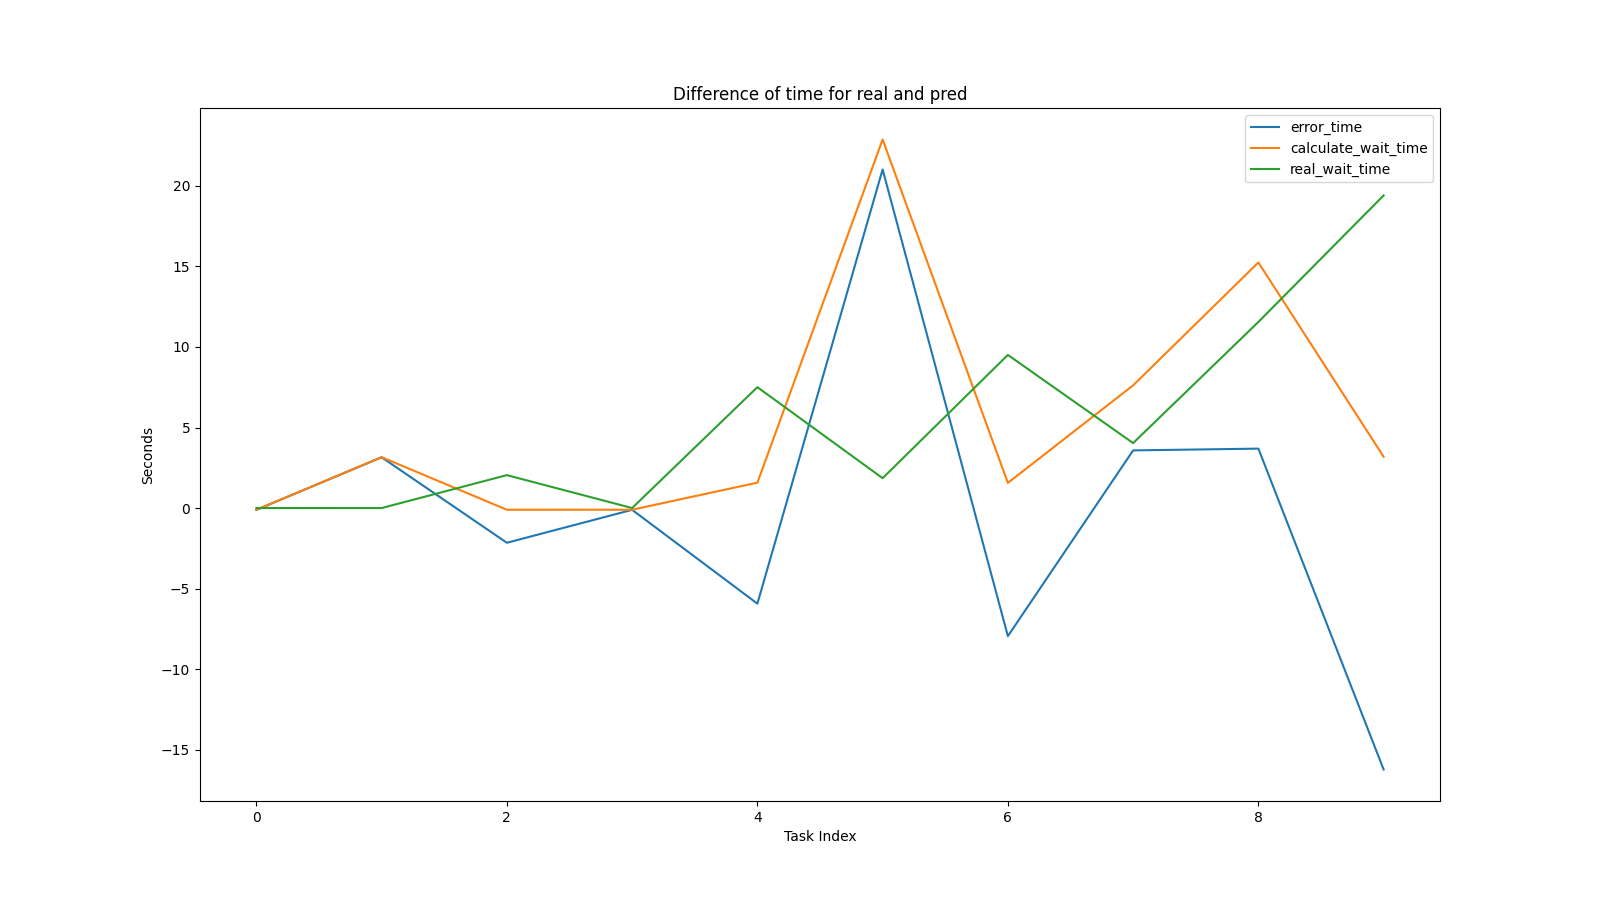 Difference of time for real and pred
error_time
calculate_wait_time
real_wait_time
Seconds
20
15
10
5
0
−5
−10
−15
0 2 4 6 8
Task Index